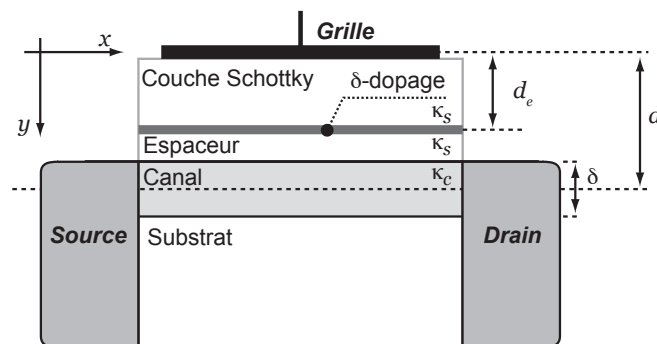 Grille
x
Couche Schottky
δ-dopage
d_e
d
y
κ_s
Espaceur
κ_s
Canal
κ_c
δ
Source
Substrat
Drain